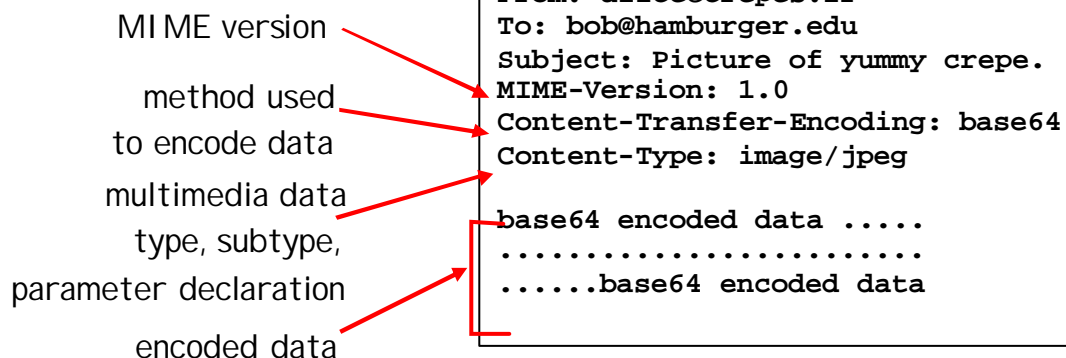 MIME version
method used
to encode data
multimedia data
type, subtype,
parameter declaration
encoded data
To: bob@hamburger.edu
Subject: Picture of yummy crepe.
MIME-Version: 1.0
Content-Transfer-Encoding: base64
Content-Type: image/jpeg
base64 encoded data .....
.........................
......base64 encoded data